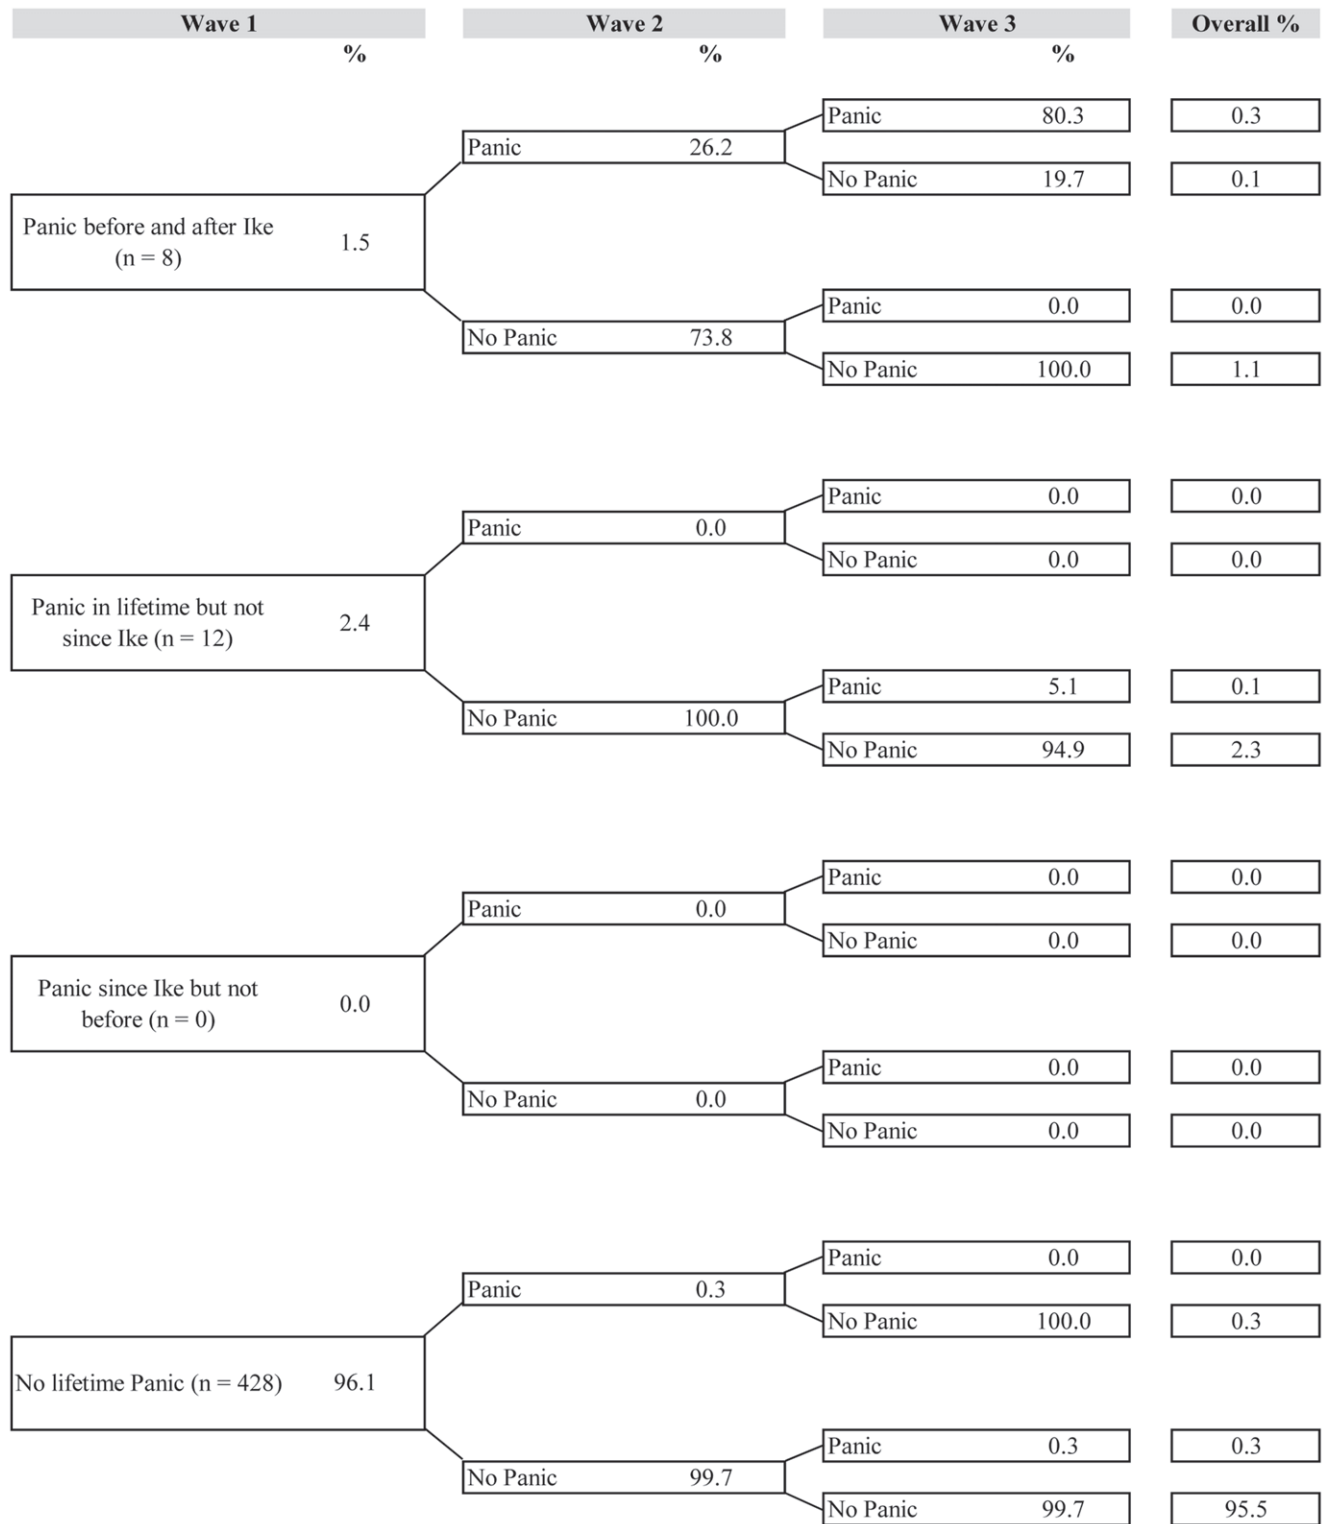 Wave 1 Wave 2 Wave 3 Overall %
% % %
Panic 80.3 0.3
Panic 26.2
No Panic 19.7 0.1
Panic before and after Ike
(n = 8)
1.5
Panic 0.0 0.0
No Panic 73.8
No Panic 100.0 1.1
Panic 0.0 0.0
Panic 0.0
No Panic 0.0 0.0
Panic in lifetime but not
since Ike (n = 12)
2.4
Panic 5.1 0.1
No Panic 100.0
No Panic 94.9 2.3
Panic 0.0 0.0
Panic 0.0
No Panic 0.0 0.0
Panic since Ike but not
before (n = 0)
0.0
Panic 0.0 0.0
No Panic 0.0
No Panic 0.0 0.0
Panic 0.0 0.0
Panic 0.3
No Panic 100.0 0.3
No lifetime Panic (n = 428) 96.1
Panic 0.3 0.3
No Panic 99.7
No Panic 99.7 95.5